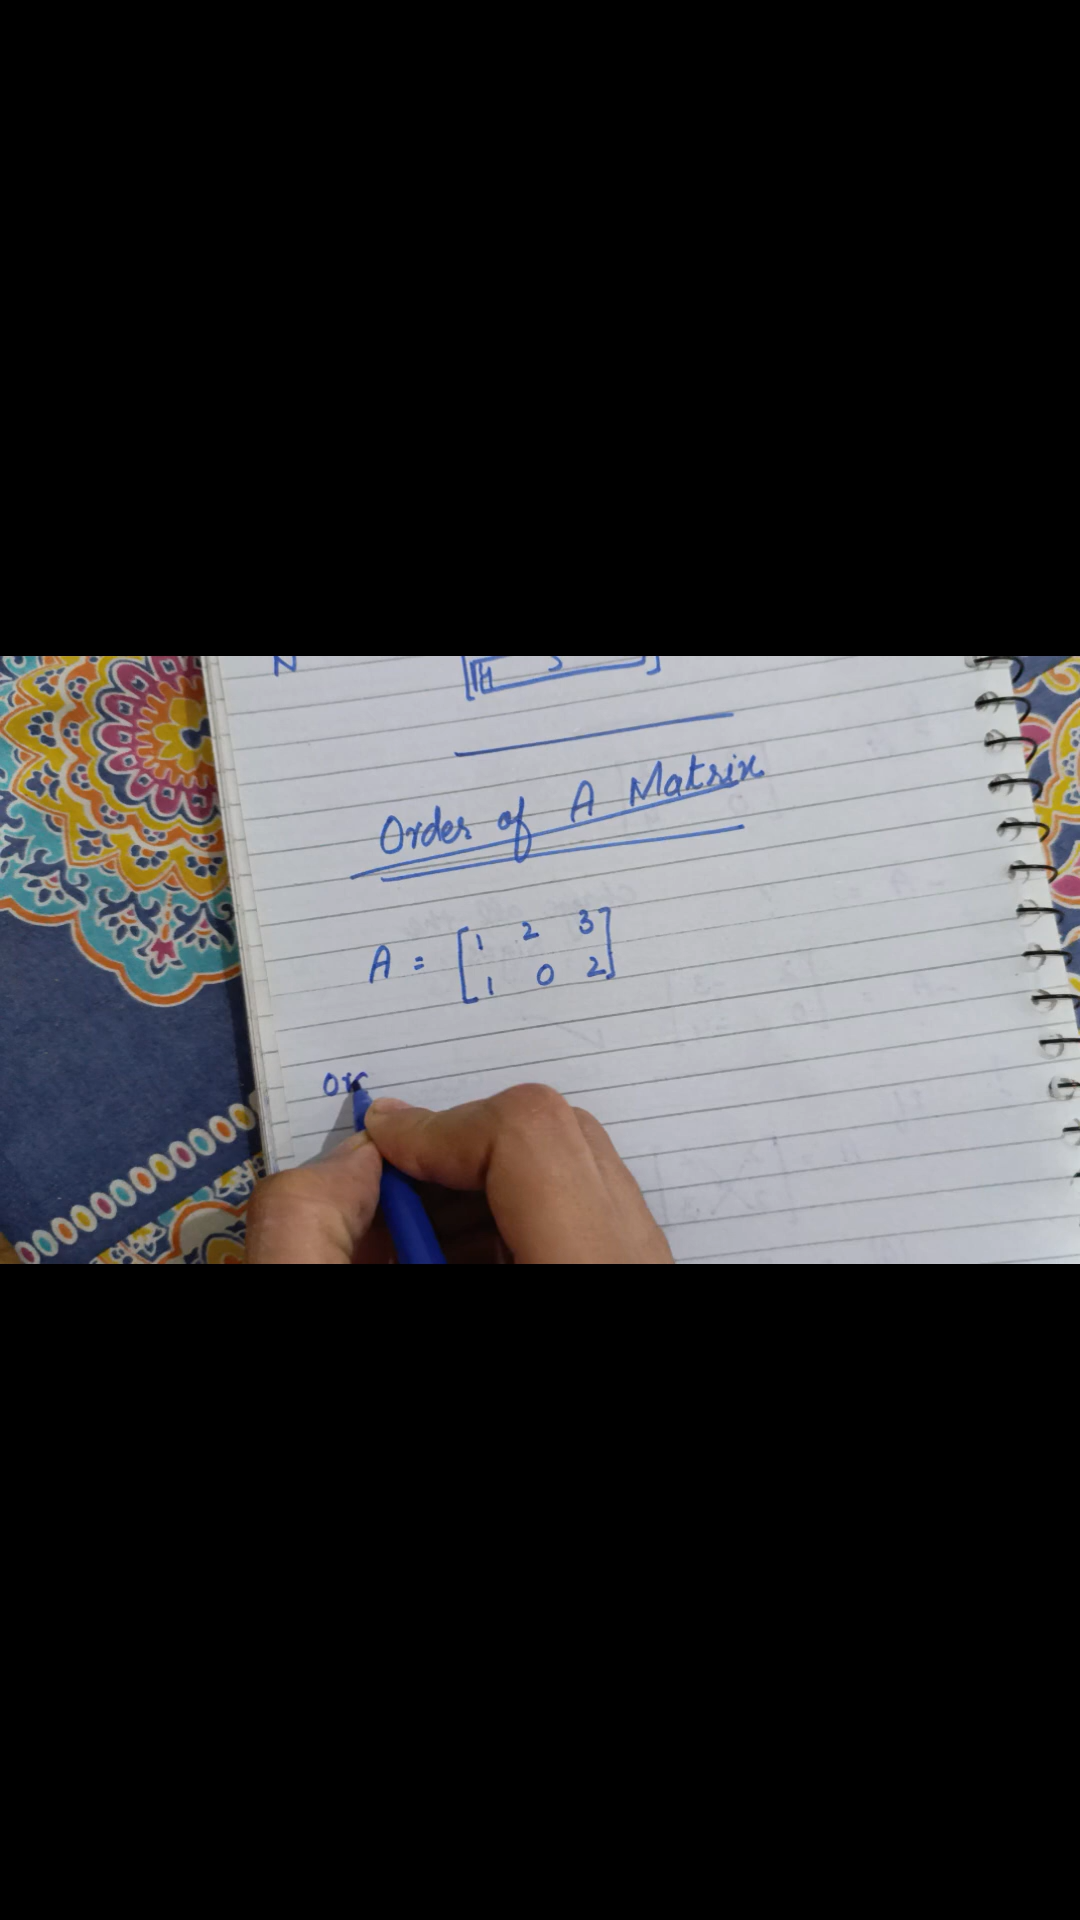 N
Order of A Matrix
A = [1 2 3
1 0 2]
or